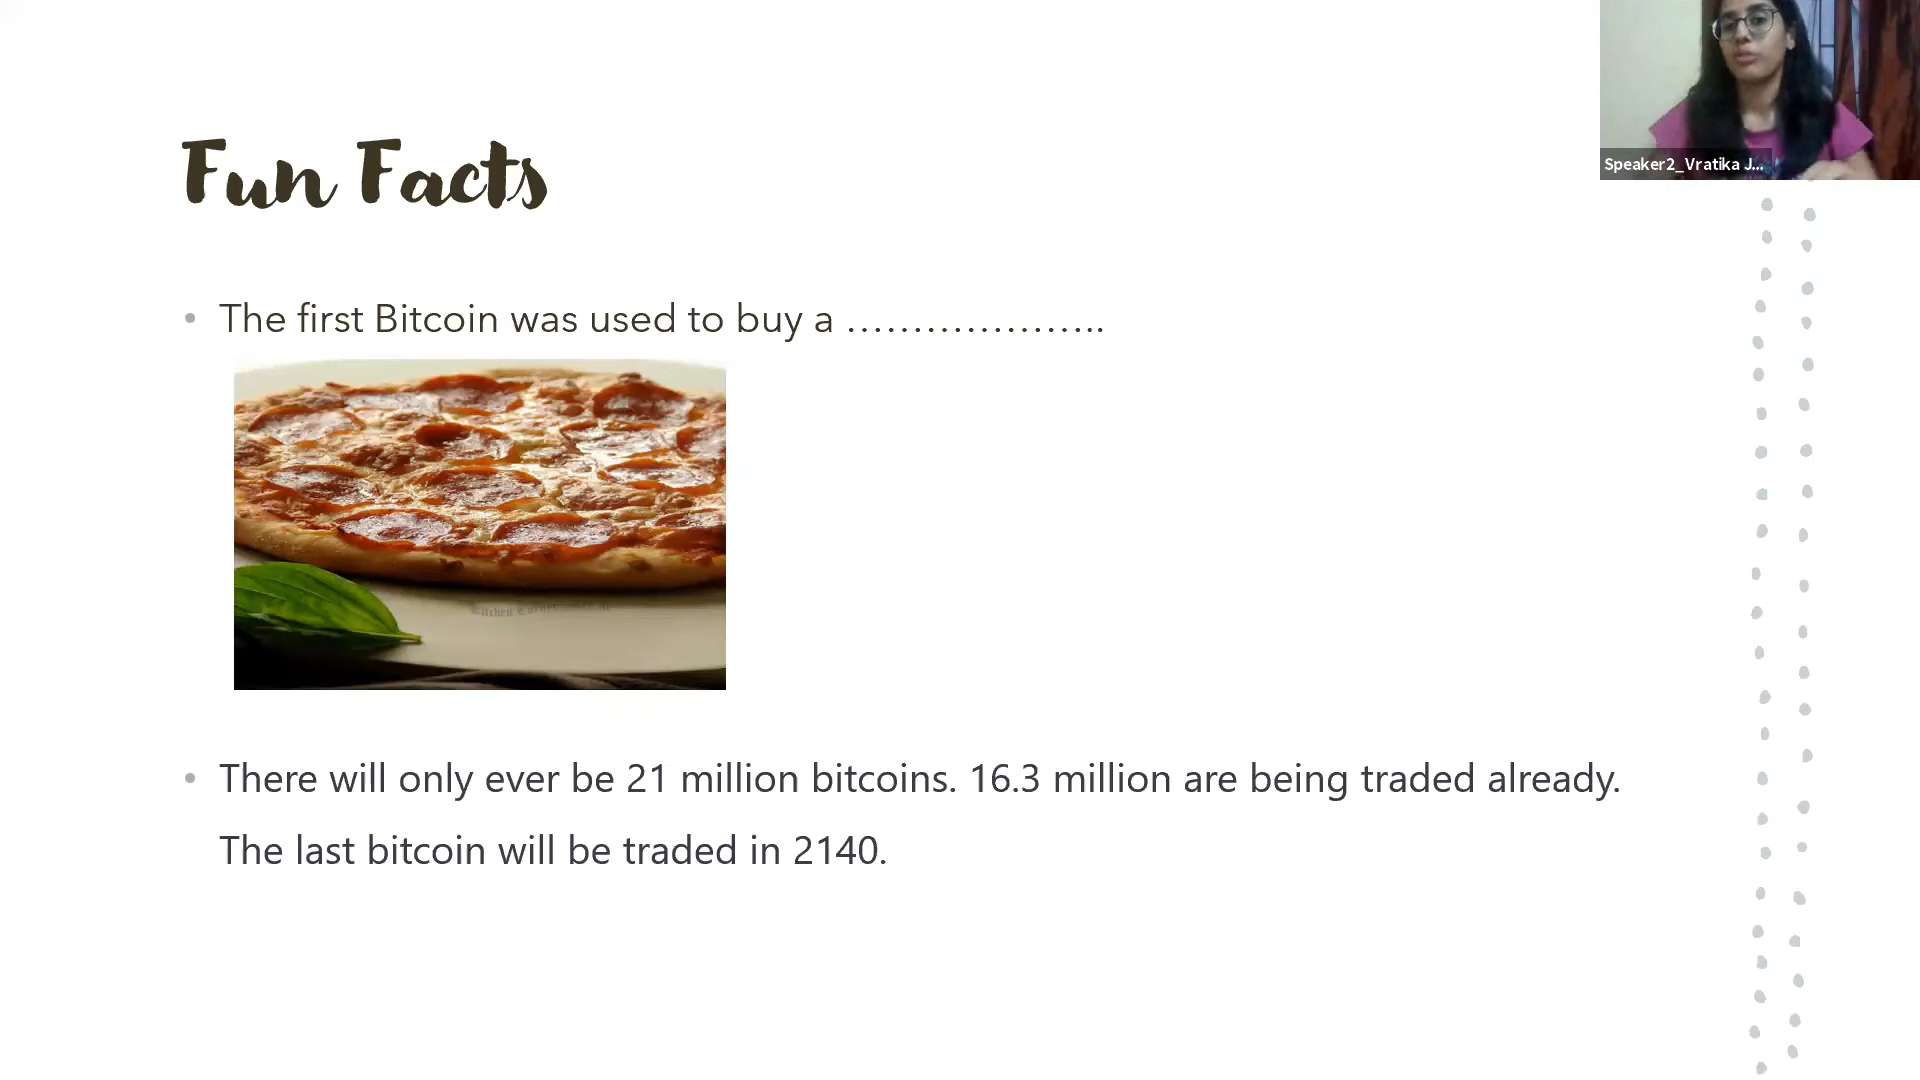 Speaker2_Vratika J...
Fun Facts
• The first Bitcoin was used to buy a ………………..
• There will only ever be 21 million bitcoins. 16.3 million are being traded already.
The last bitcoin will be traded in 2140.